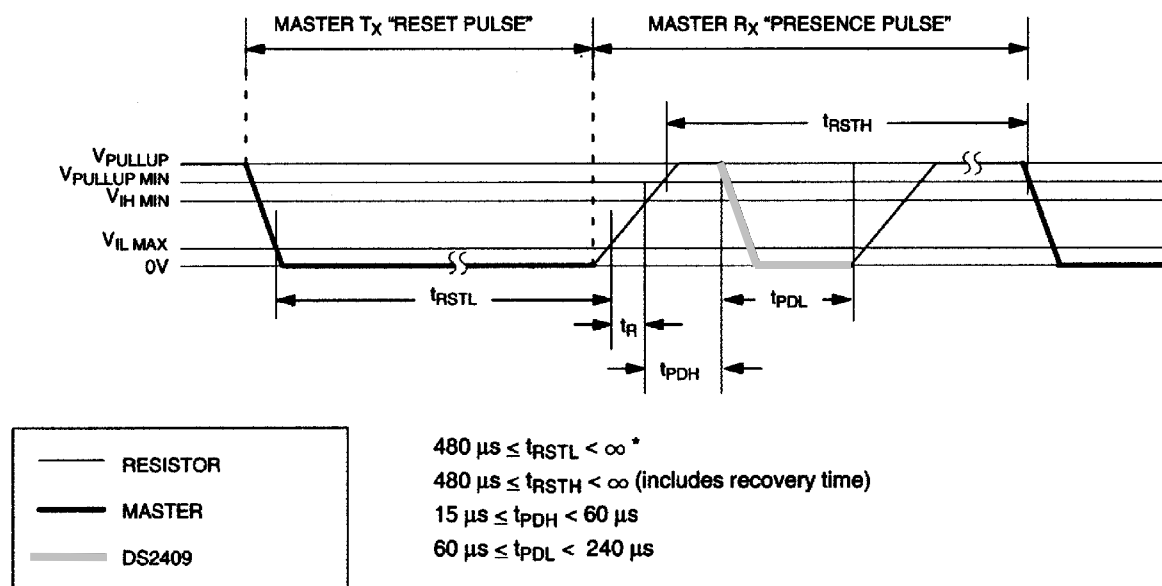 MASTER TX “RESET PULSE” MASTER RX “PRESENCE PULSE”
tRSTH
VPULLUP
VPULLUP MIN
VIH MIN
VIL MAX
0V
tRSTL
tPDL
tR
tPDH
RESISTOR
MASTER
DS2409
480 µs ≤ tRSTL < ∞ *
480 µs ≤ tRSTH < ∞ (includes recovery time)
15 µs ≤ tPDH < 60 µs
60 µs ≤ tPDL < 240 µs